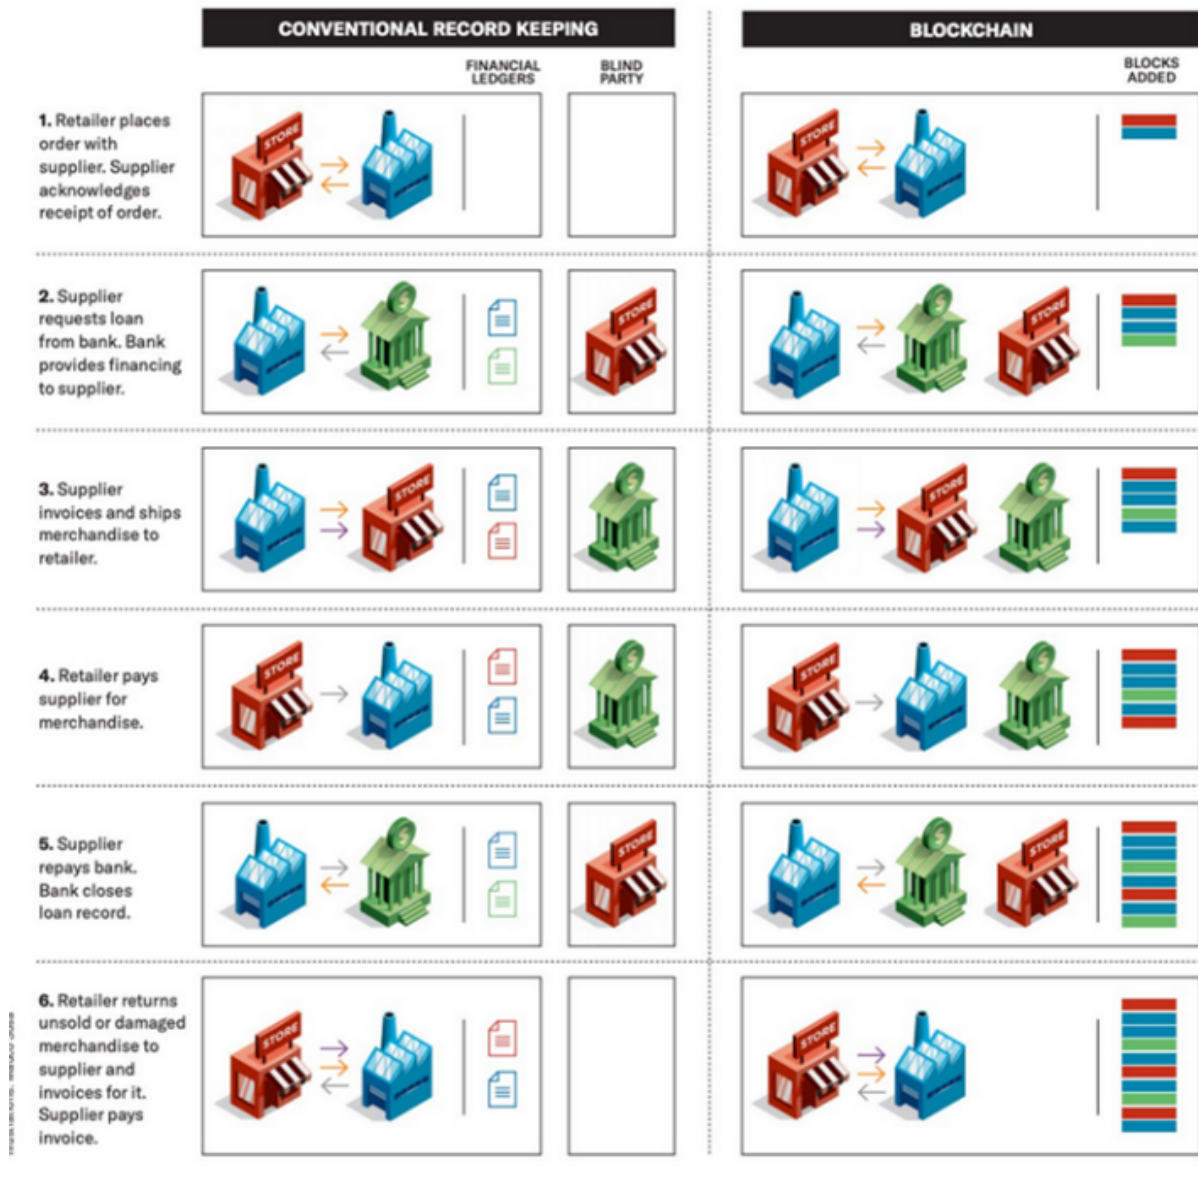 CONVENTIONAL RECORD KEEPING
BLOCKCHAIN
FINANCIAL
LEDGERS
BLIND
PARTY
BLOCKS
ADDED
1. Retailer places
order with
supplier. Supplier
acknowledges
receipt of order.
STORE
STORE
2. Supplier
requests loan
from bank. Bank
provides financing
to supplier.
$
STORE
$
STORE
3. Supplier
invoices and ships
merchandise to
retailer.
STORE
$
STORE
$
4. Retailer pays
supplier for
merchandise.
STORE
$
STORE
$
5. Supplier
repays bank.
Bank closes
loan record.
$
STORE
$
STORE
6. Retailer returns
unsold or damaged
merchandise to
supplier and
invoices for it.
Supplier pays
invoice.
STORE
STORE